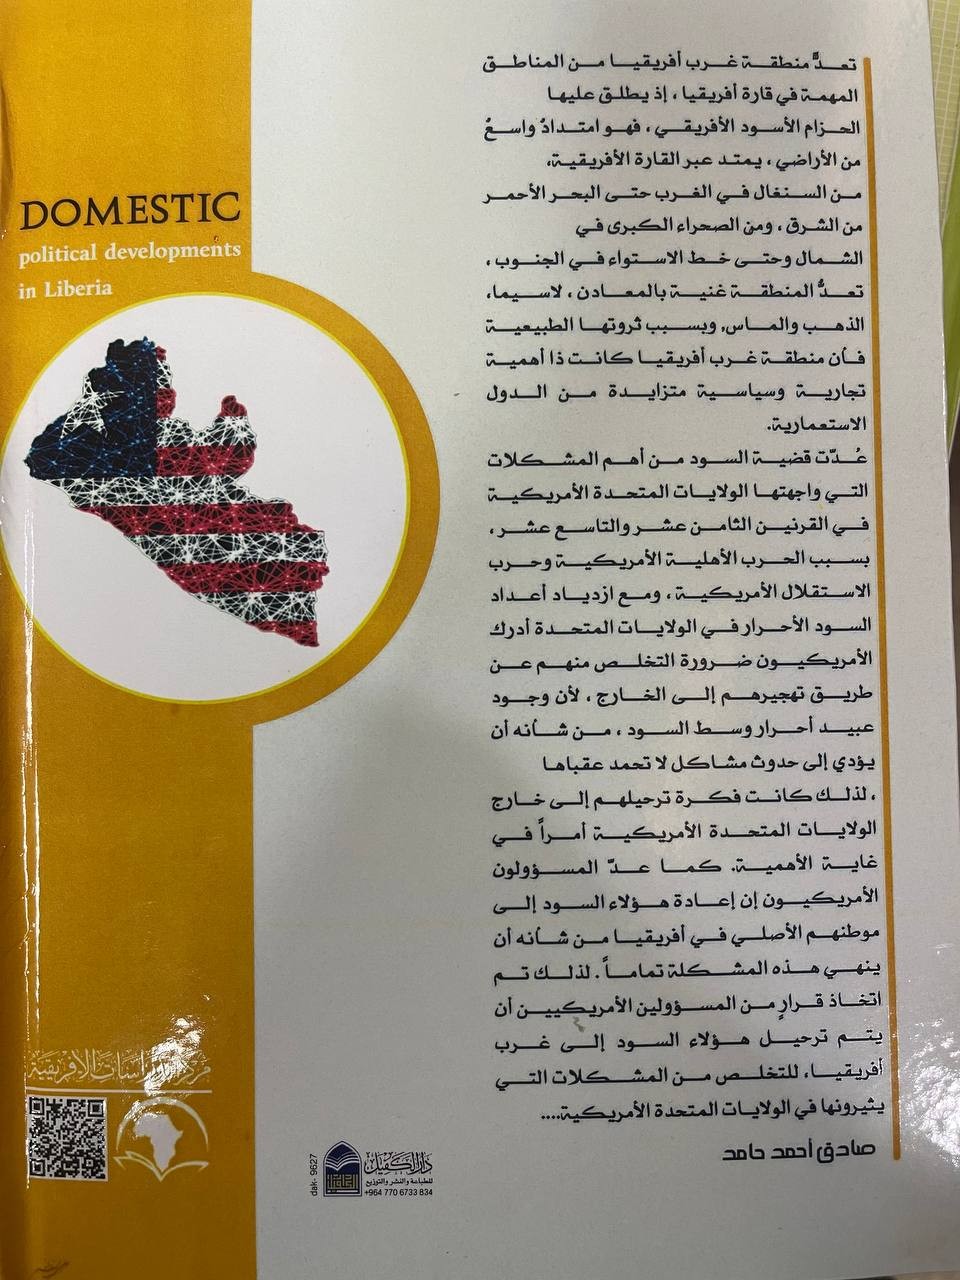 DOMESTIC
political developments
in Liberia
تعدُّ منطقة غرب أفريقيا من المناطق
المهمة في قارة أفريقيا ، إذ يطلق عليها
الحزام الأسود الأفريقي ، فهو امتدادٌ واسعٌ
من الأراضي ، يمتد عبر القارة الأفريقية،
من السنغال في الغرب حتى البحر الأحمر
من الشرق ، ومن الصحراء الكبرى في
الشمال وحتى خط الاستواء في الجنوب ،
تعدُّ المنطقة غنية بالمعادن ، لاسيما،
الذهب والماس, وبسبب ثروتها الطبيعية
فأن منطقة غرب أفريقيا كانت ذا أهمية
تجارية وسياسية متزايدة من الدول
الاستعمارية.
عُدّت قضية السود من أهم المشكلات
التي واجهتها الولايات المتحدة الأمريكية
في القرنين الثامن عشر والتاسع عشر ،
بسبب الحرب الأهلية الأمريكية وحرب
الاستقلال الأمريكية ، ومع ازدياد أعداد
السود الأحرار في الولايات المتحدة أدرك
الأمريكيون ضرورة التخلص منهم عن
طريق تهجيرهم إلى الخارج ، لأن وجود
عبيد أحرار وسط السود ، من شأنه أن
يؤدي إلى حدوث مشاكل لا تحمد عقباها
، لذلك كانت فكرة ترحيلهم إلى خارج
الولايات المتحدة الأمريكية أمراً في
غاية الأهمية. كما عدّ المسؤولون
الأمريكيون إن إعادة هؤلاء السود إلى
موطنهم الأصلي في أفريقيا من شأنه أن
ينهي هذه المشكلة تماماً . لذلك تم
اتخاذ قرارٍ من المسؤولين الأمريكيين أن
يتم ترحيل هؤلاء السود إلى غرب
أفريقيا، للتخلص من المشكلات التي
يثيرونها في الولايات المتحدة الأمريكية....
صادق أحمد حامد
مركز الدراسات الأفريقية
dak- 9627
دار الكفيل
للطباعة والنشر والتوزيع
+964 770 6733 834